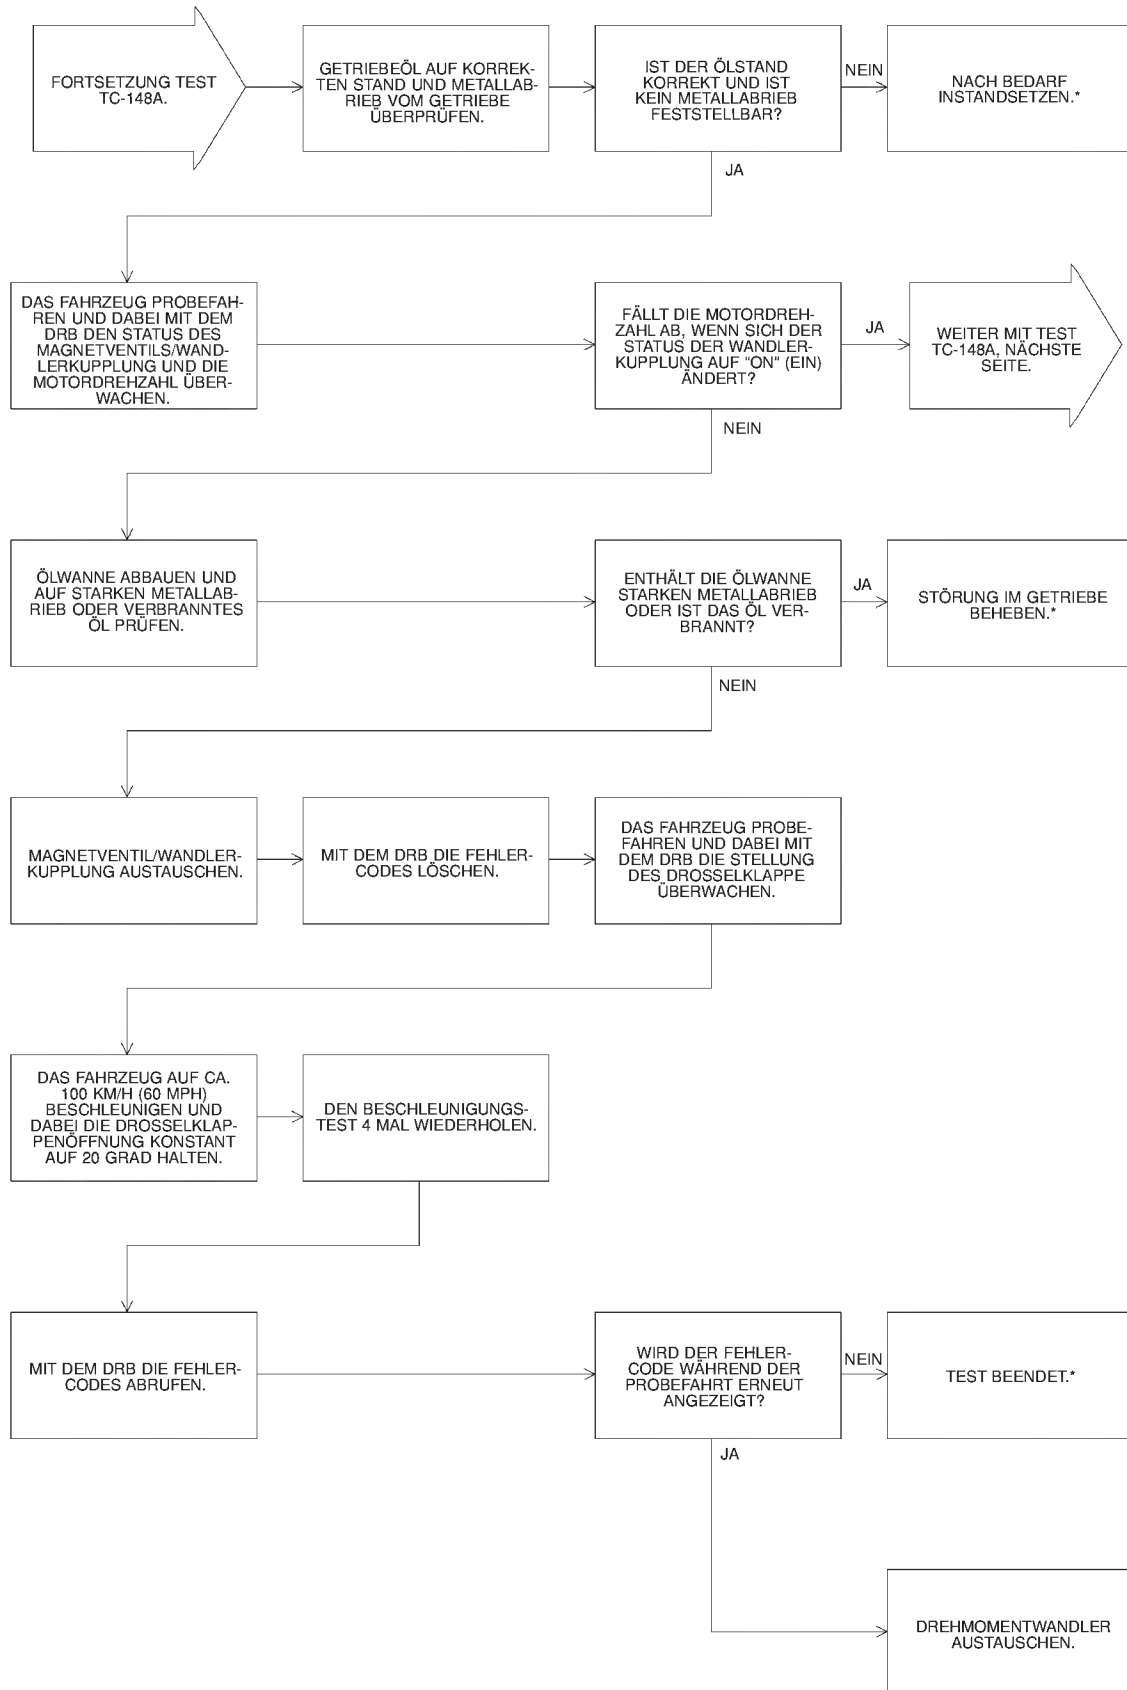 FORTSETZUNG TEST
TC-148A.
GETRIEBEÖL AUF KORREK-
TEN STAND UND METALLAB-
RIEB VOM GETRIEBE
ÜBERPRÜFEN.
IST DER ÖLSTAND
KORREKT UND IST
KEIN METALLABRIEB
FESTSTELLBAR?
NEIN
NACH BEDARF
INSTANDSETZEN.*
JA
DAS FAHRZEUG PROBEFAH-
REN UND DABEI MIT DEM
DRB DEN STATUS DES
MAGNETVENTILS/WAND-
LERKUPPLUNG UND DIE
MOTORDREHZAHL ÜBER-
WACHEN.
FÄLLT DIE MOTORDREH-
ZAHL AB, WENN SICH DER
STATUS DER WANDLER-
KUPPLUNG AUF "ON" (EIN)
ÄNDERT?
JA
WEITER MIT TEST
TC-148A, NÄCHSTE
SEITE.
NEIN
ÖLWANNE ABBAUEN UND
AUF STARKEN METALLAB-
RIEB ODER VERBRANNTES
ÖL PRÜFEN.
ENTHÄLT DIE ÖLWANNE
STARKEN METALLABRIEB
ODER IST DAS ÖL VER-
BRANNT?
JA
STÖRUNG IM GETRIEBE
BEHEBEN.*
NEIN
MAGNETVENTIL/WANDLER-
KUPPLUNG AUSTAUSCHEN.
MIT DEM DRB DIE FEHLER-
CODES LÖSCHEN.
DAS FAHRZEUG PROBE-
FAHREN UND DABEI MIT
DEM DRB DIE STELLUNG
DES DROSSELKLAPPE
ÜBERWACHEN.
DAS FAHRZEUG AUF CA.
100 KM/H (60 MPH)
BESCHLEUNIGEN UND
DABEI DIE DROSSELKLAP-
PENÖFFNUNG KONSTANT
AUF 20 GRAD HALTEN.
DEN BESCHLEUNIGUNGS-
TEST 4 MAL WIEDERHOLEN.
MIT DEM DRB DIE FEHLER-
CODES ABRUFEN.
WIRD DER FEHLER-
CODE WÄHREND DER
PROBEFAHRT ERNEUT
ANGEZEIGT?
NEIN
TEST BEENDET.*
JA
DREHMOMENTWANDLER
AUSTAUSCHEN.